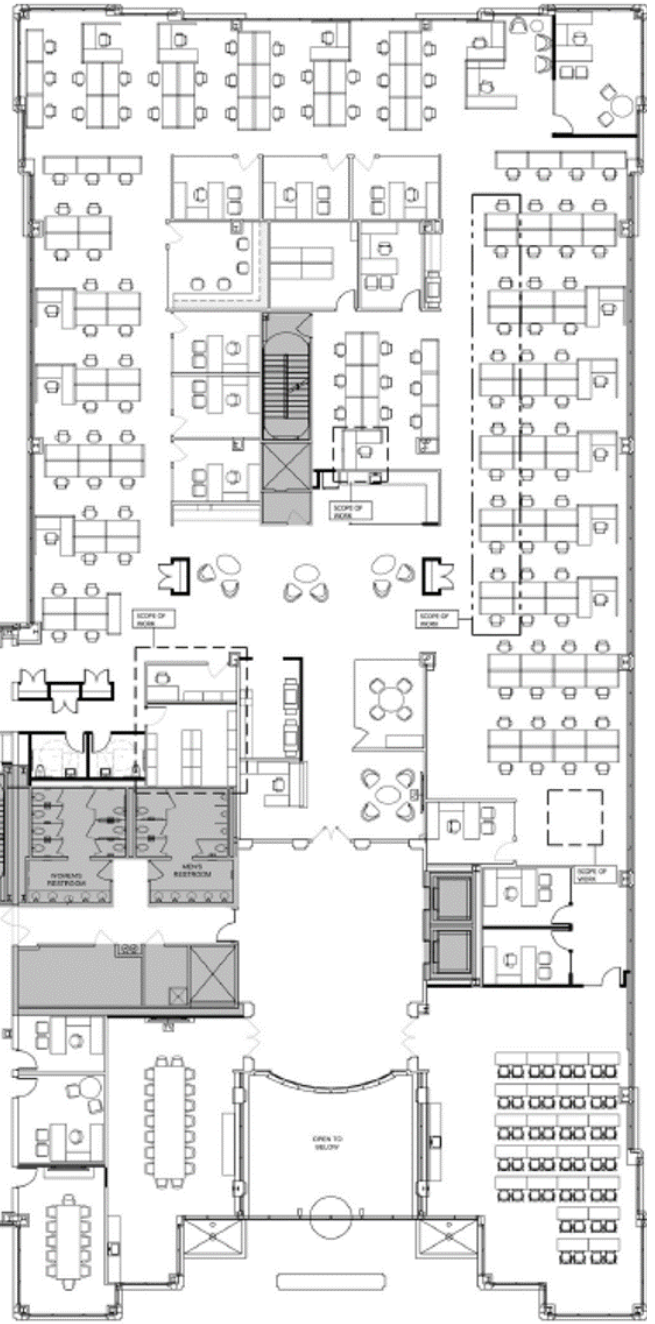 SCOPE OF
WORK
SCOPE OF
WORK
SCOPE OF
WORK
WOMEN'S
RESTROOM
MEN'S
RESTROOM
SCOPE OF
WORK
OPEN TO
BELOW